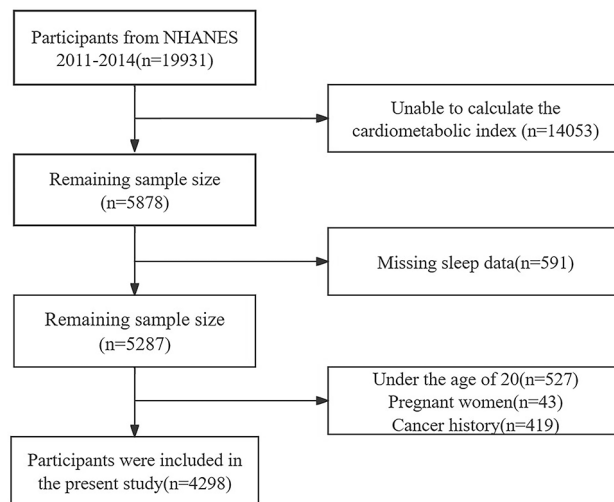 Participants from NHANES
2011-2014(n=19931)
Unable to calculate the
cardiometabolic index (n=14053)
Remaining sample size
(n=5878)
Missing sleep data(n=591)
Remaining sample size
(n=5287)
Under the age of 20(n=527)
Pregnant women(n=43)
Cancer history(n=419)
Participants were included in
the present study(n=4298)